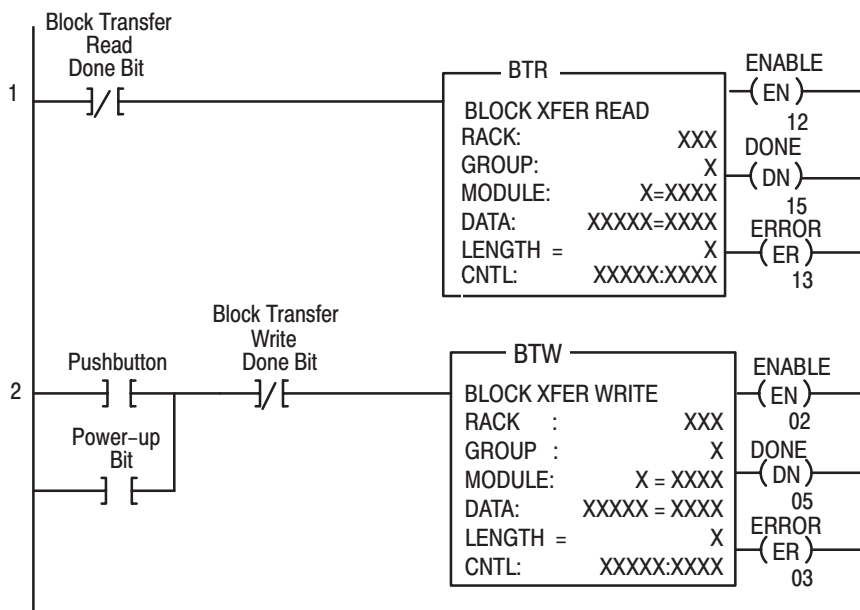 Block Transfer
Read
Done Bit
1
BTR
BLOCK XFER READ
RACK: XXX
GROUP: X
MODULE: X=XXXX
DATA: XXXXX=XXXX
LENGTH = X
CNTL: XXXXX:XXXX
ENABLE
EN
12
DONE
DN
15
ERROR
ER
13
2
Pushbutton
Power-up
Bit
Block Transfer
Write
Done Bit
BTW
BLOCK XFER WRITE
RACK : XXX
GROUP : X
MODULE: X = XXXX
DATA: XXXXX = XXXX
LENGTH = X
CNTL: XXXXX:XXXX
ENABLE
EN
02
DONE
DN
05
ERROR
ER
03